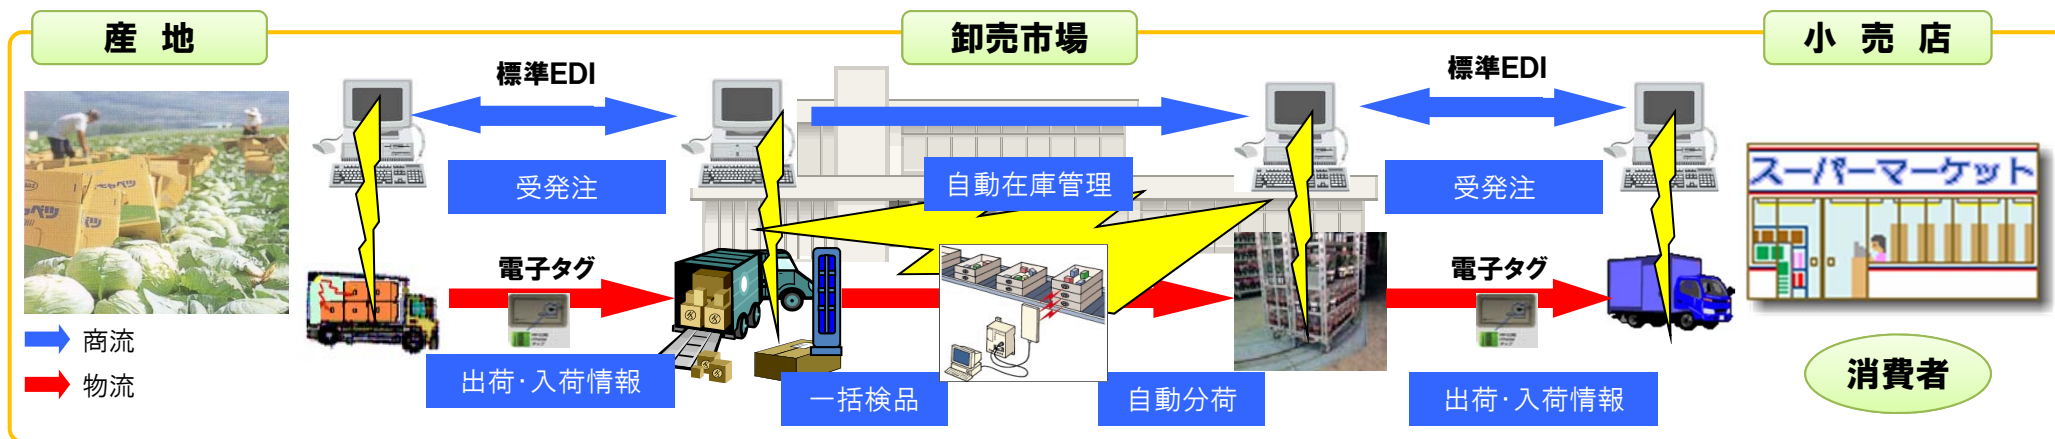 産 地
卸売市場
小 売 店
標準EDI
標準EDI
受発注
自動在庫管理
受発注
スーパーマーケット
電子タグ
電子タグ
商流
物流
出荷・入荷情報
一括検品
自動分荷
出荷・入荷情報
消費者